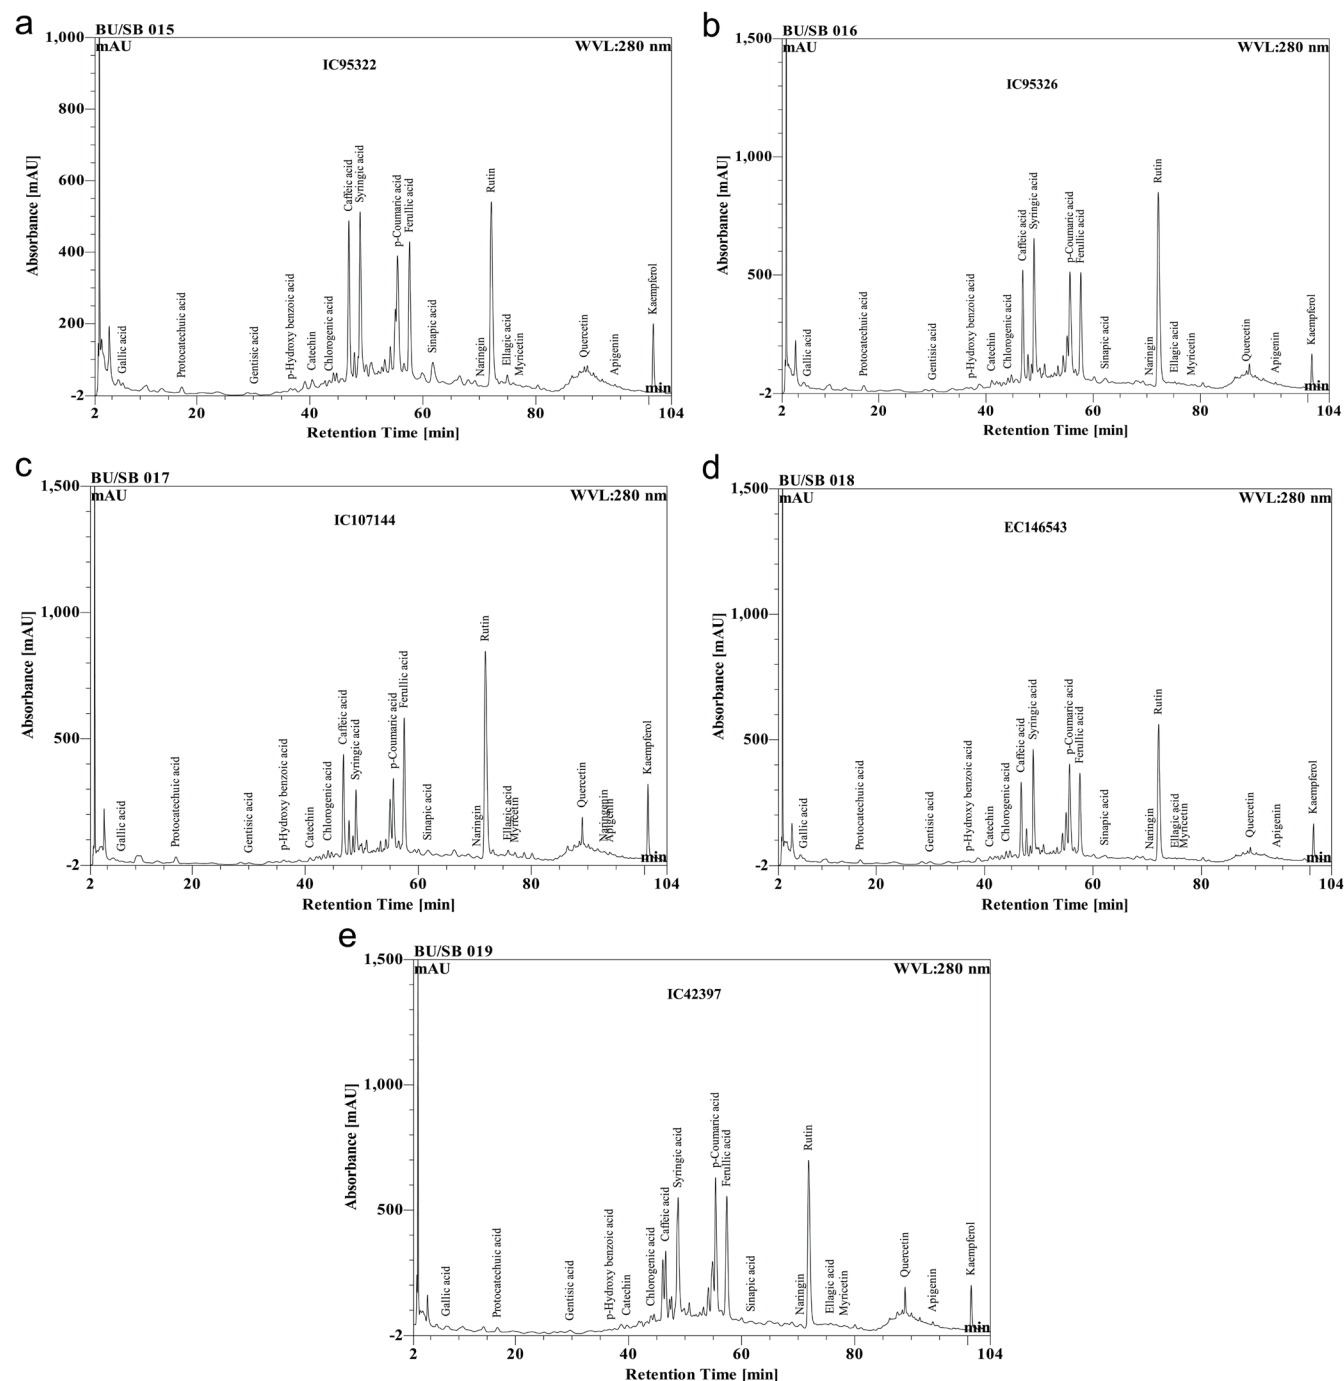 a
BU/SB 015
mAU
WVL:280 nm
IC95322
Absorbance [mAU]
1,000
800
600
400
200
-2
Gallic acid
Protocatechuic acid
Gentisic acid
p-Hydroxy benzoic acid
Catechin
Chlorogenic acid
Caffeic acid
Syringic acid
p-Coumaric acid
Ferullic acid
Sinapic acid
Naringin
Rutin
Ellagic acid
Myricetin
Quercetin
Apigenin
Kaempferol
min
2 20 40 60 80 104
Retention Time [min]
b
BU/SB 016
mAU
WVL:280 nm
IC95326
Absorbance [mAU]
1,500
1,000
500
-2
Gallic acid
Protocatechuic acid
Gentisic acid
p-Hydroxy benzoic acid
Catechin
Chlorogenic acid
Caffeic acid
Syringic acid
p-Coumaric acid
Ferullic acid
Sinapic acid
Naringin
Rutin
Ellagic acid
Myricetin
Quercetin
Apigenin
Kaempferol
min
2 20 40 60 80 104
Retention Time [min]
c
BU/SB 017
mAU
WVL:280 nm
IC107144
Absorbance [mAU]
1,500
1,000
500
-2
Gallic acid
Protocatechuic acid
Gentisic acid
p-Hydroxy benzoic acid
Catechin
Chlorogenic acid
Caffeic acid
Syringic acid
p-Coumaric acid
Ferullic acid
Sinapic acid
Naringin
Rutin
Ellagic acid
Myricetin
Quercetin
Naringenin
Apigenin
Kaempferol
min
2 20 40 60 80 104
Retention Time [min]
d
BU/SB 018
mAU
WVL:280 nm
EC146543
Absorbance [mAU]
1,500
1,000
500
-2
Gallic acid
Protocatechuic acid
Gentisic acid
p-Hydroxy benzoic acid
Catechin
Chlorogenic acid
Caffeic acid
Syringic acid
p-Coumaric acid
Ferullic acid
Sinapic acid
Naringin
Rutin
Ellagic acid
Myricetin
Quercetin
Apigenin
Kaempferol
min
2 20 40 60 80 104
Retention Time [min]
e
BU/SB 019
mAU
WVL:280 nm
IC42397
Absorbance [mAU]
1,500
1,000
500
-2
Gallic acid
Protocatechuic acid
Gentisic acid
p-Hydroxy benzoic acid
Catechin
Chlorogenic acid
Caffeic acid
Syringic acid
p-Coumaric acid
Ferullic acid
Sinapic acid
Naringin
Rutin
Ellagic acid
Myricetin
Quercetin
Apigenin
Kaempferol
min
2 20 40 60 80 104
Retention Time [min]